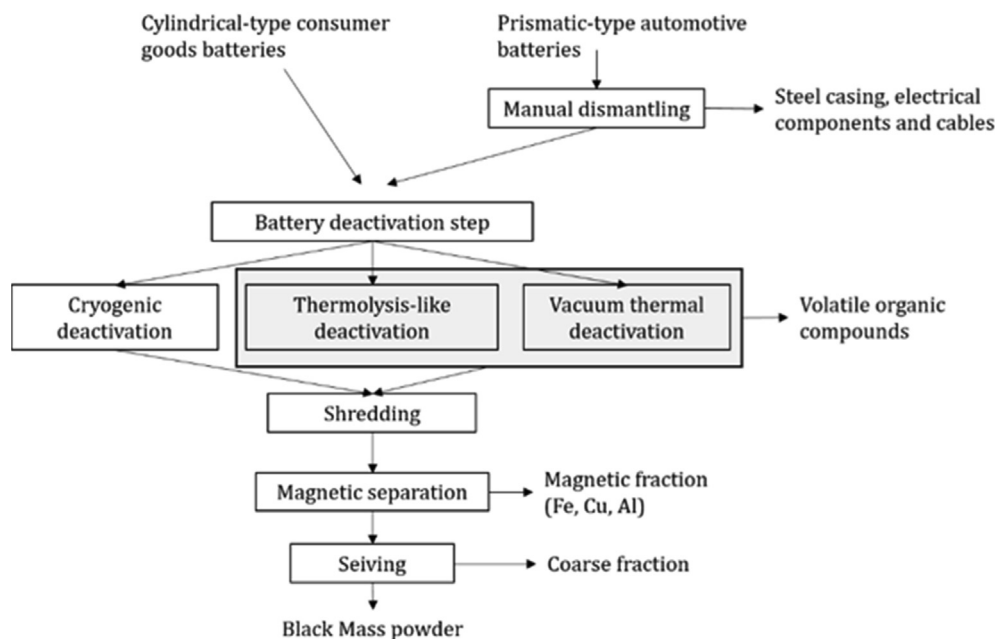 Cylindrical-type consumer
goods batteries
Prismatic-type automotive
batteries
Manual dismantling
Steel casing, electrical
components and cables
Battery deactivation step
Cryogenic
deactivation
Thermolysis-like
deactivation
Vacuum thermal
deactivation
Volatile organic
compounds
Shredding
Magnetic separation
Magnetic fraction
(Fe, Cu, Al)
Seiving
Coarse fraction
Black Mass powder